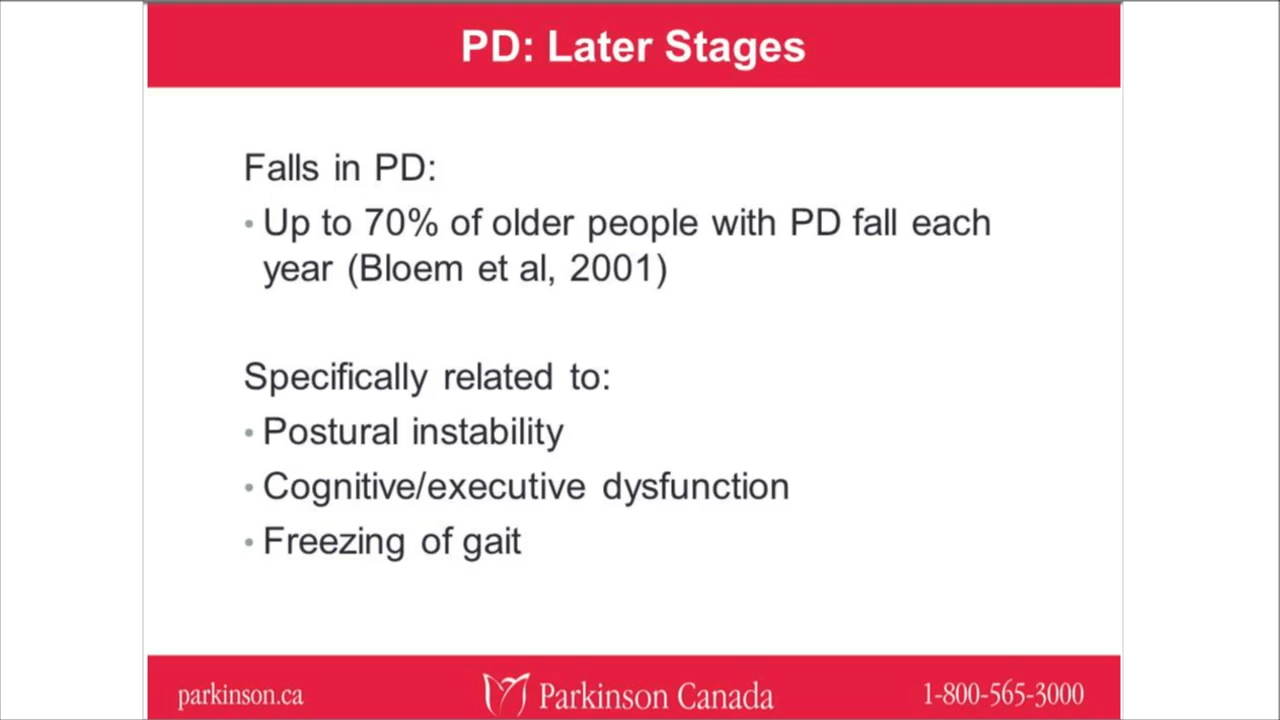 PD: Later Stages
Falls in PD:
• Up to 70% of older people with PD fall each
year (Bloem et al, 2001)
Specifically related to:
• Postural instability
• Cognitive/executive dysfunction
• Freezing of gait
parkinson.ca
Parkinson Canada
1-800-565-3000